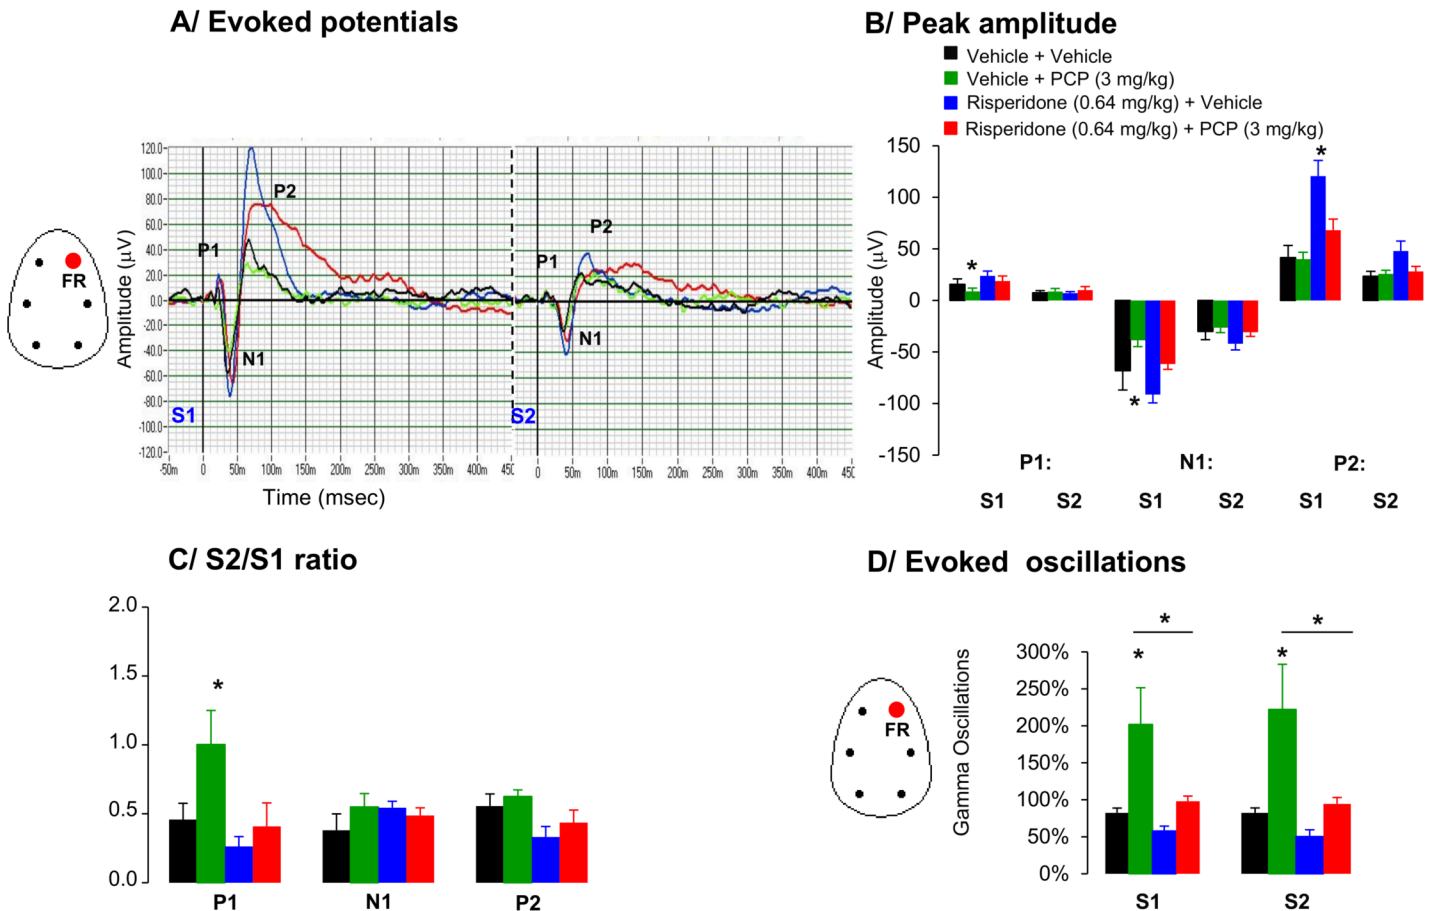 A/ Evoked potentials
120.0
100.0
80.0
60.0
40.0
20.0
0.0
-20.0
-40.0
-60.0
-80.0
-100.0
-120.0
Amplitude (µV)
P1
P2
N1
S1
P1
P2
N1
S2
FR
-50m 0 50m 100m 150m 200m 250m 300m 350m 400m 0 50m 100m 150m 200m 250m 300m 350m 400m
Time (msec)
B/ Peak amplitude
Vehicle + Vehicle
Vehicle + PCP (3 mg/kg)
Risperidone (0.64 mg/kg) + Vehicle
Risperidone (0.64 mg/kg) + PCP (3 mg/kg)
150
100
50
0
-50
-100
-150
Amplitude (µV)
*
*
*
P1: N1: P2:
S1 S2 S1 S2 S1 S2
C/ S2/S1 ratio
2.0
1.5
1.0
0.5
0.0
*
P1 N1 P2
D/ Evoked oscillations
FR
Gamma Oscillations
300%
250%
200%
150%
100%
50%
0%
* *
* *
S1 S2